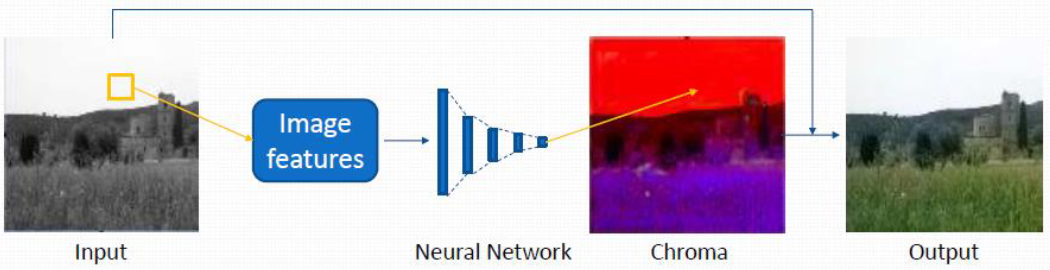 Image
features
Input
Neural Network
Chroma
Output